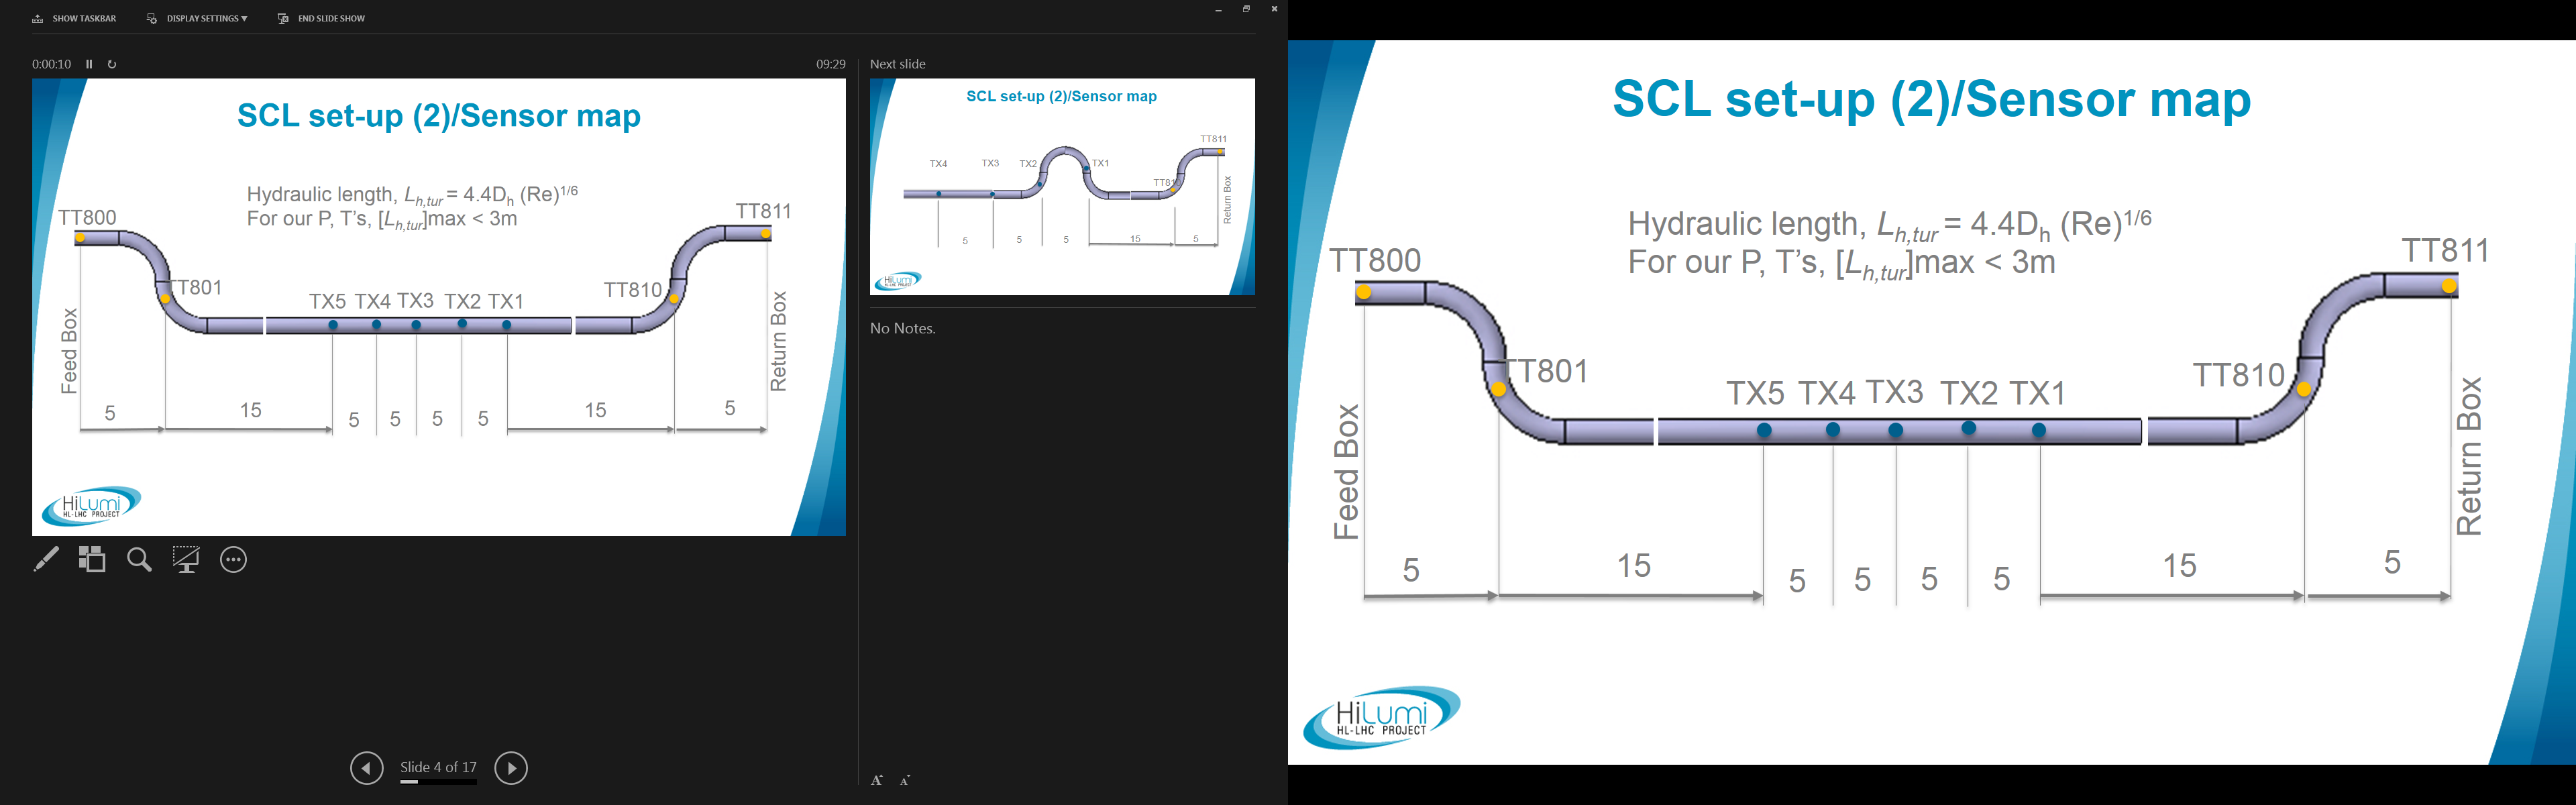 SHOW TASKBAR
DISPLAY SETTINGS ▼
END SLIDE SHOW
0:00:10
09:29
SCL set-up (2)/Sensor map
Hydraulic length, Lh,tur = 4.4Dh (Re)1/6
For our P, T's, [Lh,tur]max < 3m
TT800
TT811
TT801
TX5 TX4 TX3 TX2 TX1
TT810
Feed Box
Return Box
5
15
5
5
5
5
15
5
HiLumi
HL-LHC PROJECT
Slide 4 of 17
Next slide
SCL set-up (2)/Sensor map
TT811
TX4
TX3
TX2
TX1
TT81
Return Box
5
5
5
15
5
HiLumi
HL-LHC PROJECT
No Notes.
A A
SCL set-up (2)/Sensor map
Hydraulic length, Lh,tur = 4.4Dh (Re)1/6
For our P, T's, [Lh,tur]max < 3m
TT800
TT811
TT801
TX5 TX4 TX3 TX2 TX1
TT810
Feed Box
Return Box
5
15
5
5
5
5
15
5
HiLumi
HL-LHC PROJECT